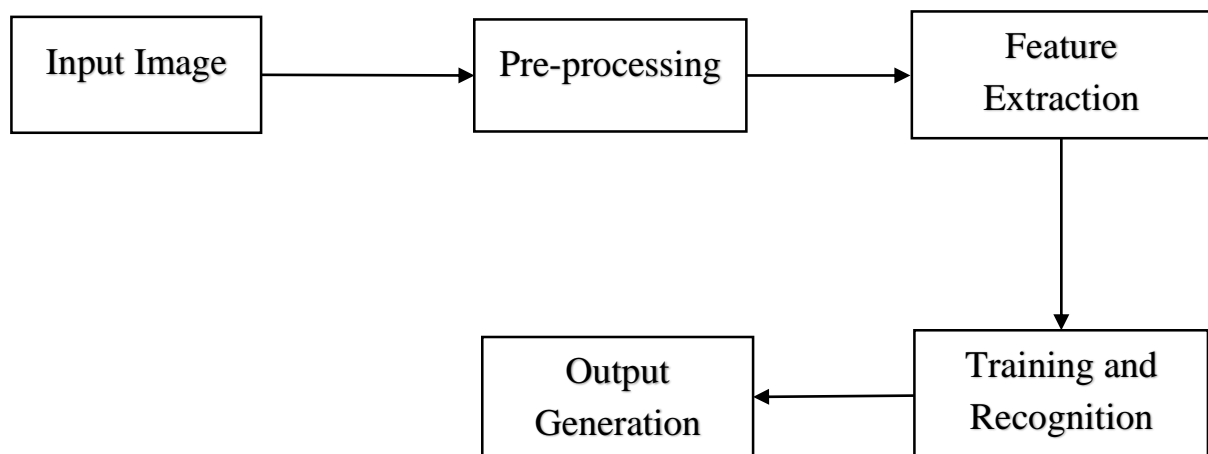 Input Image
Pre-processing
Feature
Extraction
Training and
Recognition
Output
Generation